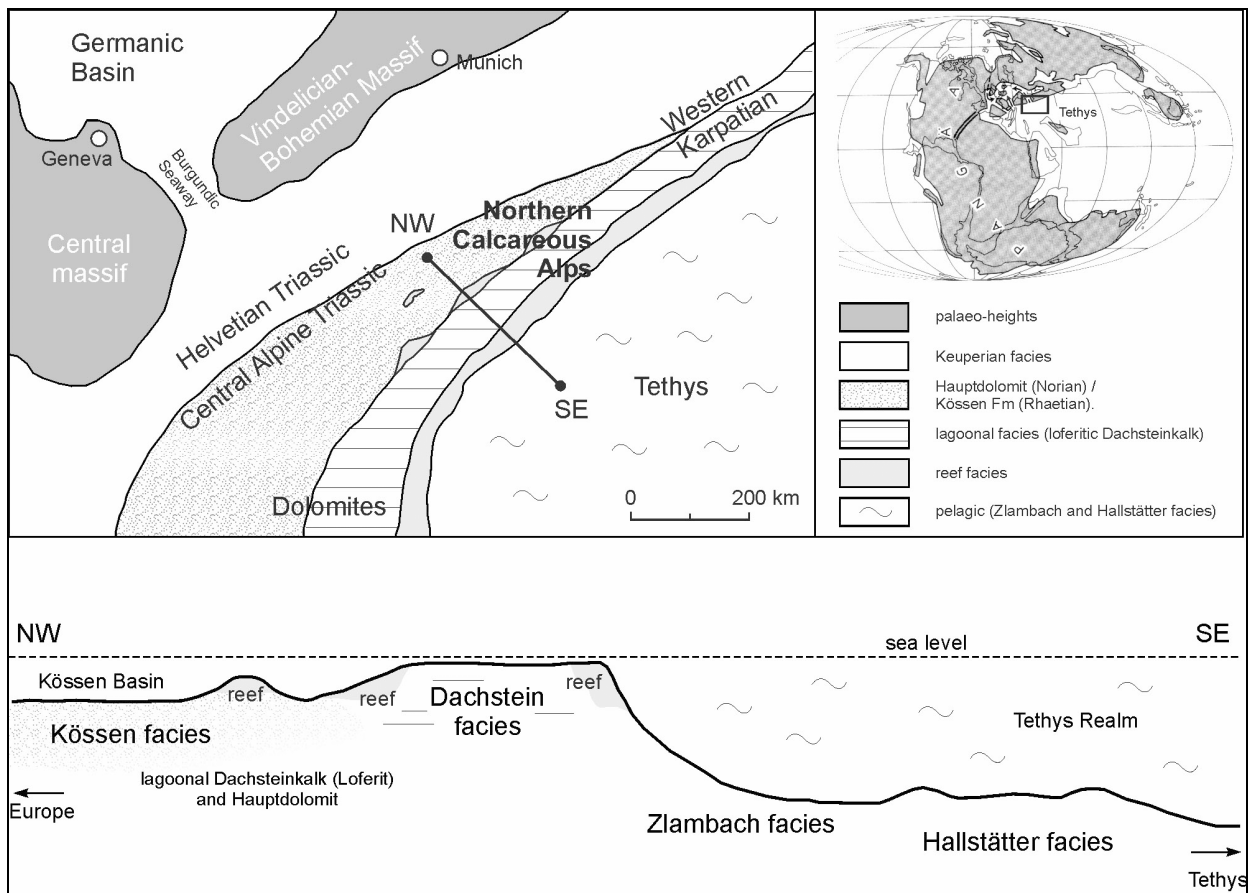 Germanic
Basin
Vindelician-
Bohemian Massif
Munich
Geneva
Burgundic
Seaway
Central
massif
Western
Karpatian
Northern
Calcareous
Alps
NW
Helvetian Triassic
Central Alpine Triassic
SE
Tethys
Dolomites
0
200 km
P A N G A A
Tethys
palaeo-heights
Keuperian facies
Hauptdolomit (Norian) /
Kössen Fm (Rhaetian).
lagoonal facies (loferitic Dachsteinkalk)
reef facies
pelagic (Zlambach and Hallstätter facies)
NW
sea level
SE
Kössen Basin
reef
reef
reef
Dachstein
facies
Kössen facies
Tethys Realm
lagoonal Dachsteinkalk (Loferit)
and Hauptdolomit
Europe
Zlambach facies
Hallstätter facies
Tethys